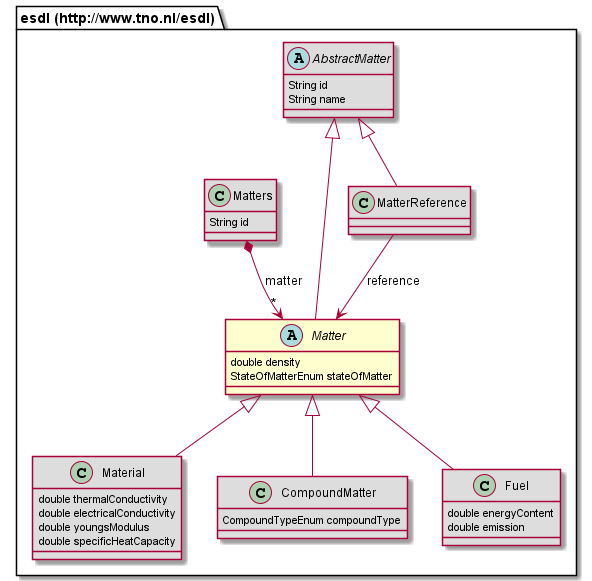 esdl (http://www.tno.nl/esdl)
A AbstractMatter
String id
String name
C Matters
String id
C MatterReference
matter
*
reference
A Matter
double density
StateOfMatterEnum stateOfMatter
C Material
double thermalConductivity
double electricalConductivity
double youngsModulus
double specificHeatCapacity
C CompoundMatter
CompoundTypeEnum compoundType
C Fuel
double energyContent
double emission